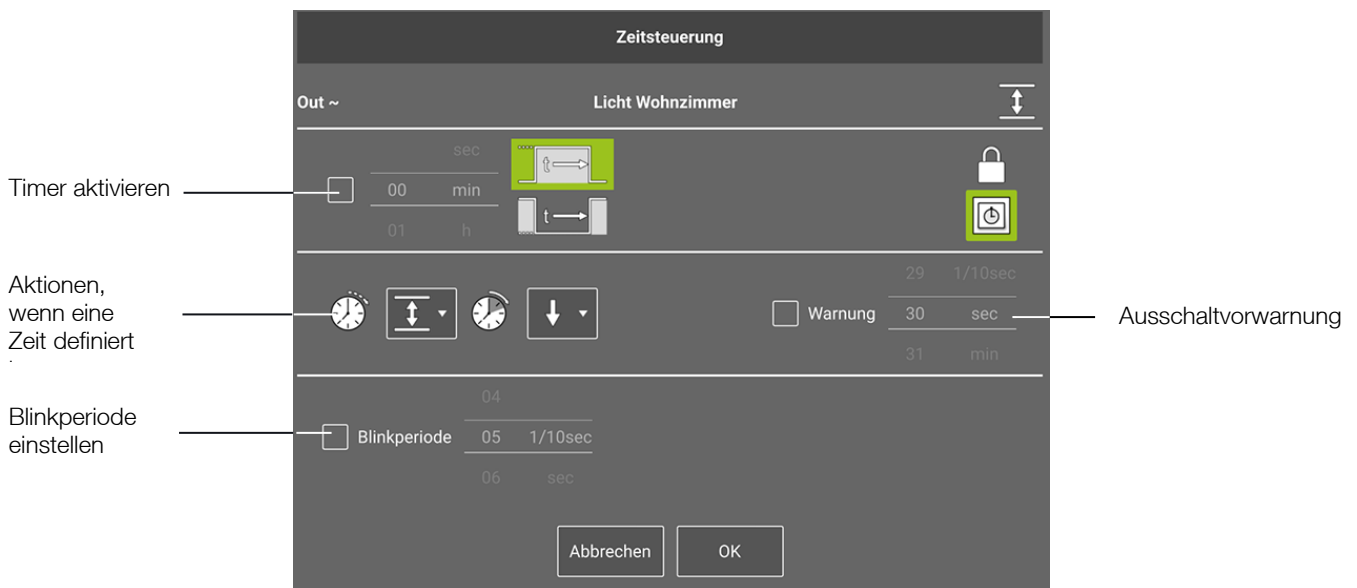 Zeitsteuerung
Out ~ Licht Wohnzimmer
sec
00 min
01 h
t
t
Timer aktivieren
Aktionen,
wenn eine
Zeit definiert
29 1/10sec
Warnung 30 sec
31 min
Ausschaltvorwarnung
Blinkperiode
einstellen
04
Blinkperiode 05 1/10sec
06 sec
Abbrechen OK